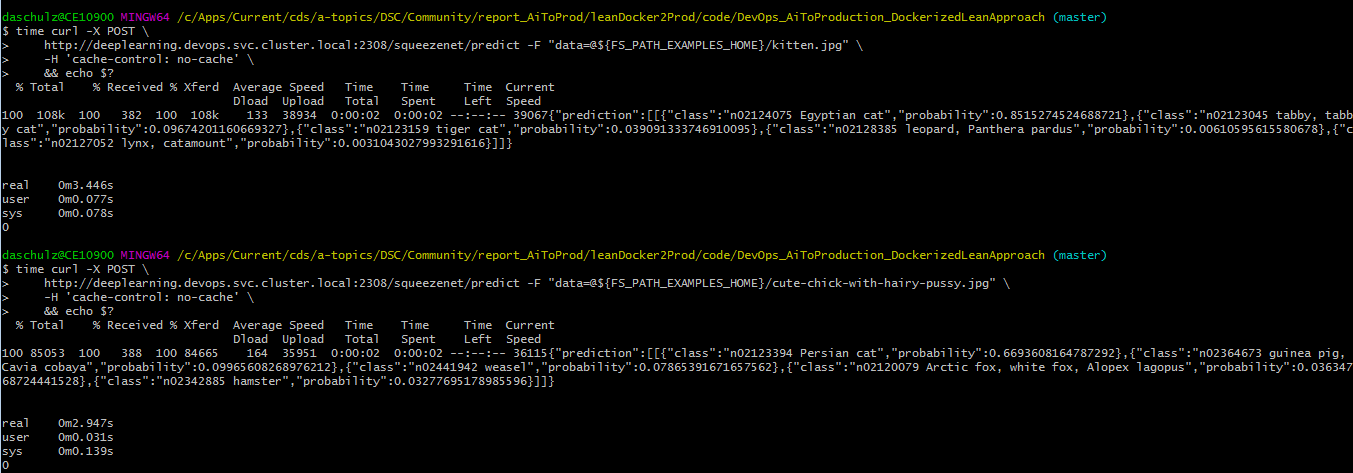 daschulz@CE10900 MINGW64 /c/Apps/Current/cds/a-topics/DSC/Community/report_AiToProd/leanDocker2Prod/code/DevOps_AiToProduction_DockerizedLeanApproach (master)
$ time curl -X POST \
>     http://deeplearning.devops.svc.cluster.local:2308/squeezenet/predict -F "data=@${FS_PATH_EXAMPLES_HOME}/kitten.jpg" \
>     -H 'cache-control: no-cache' \
>     && echo $?
  % Total    % Received % Xferd  Average Speed   Time    Time     Time  Current
                                 Dload  Upload   Total   Spent    Left  Speed
100  108k  100   382  100  108k    133  38934  0:00:02  0:00:02 --:--:-- 39067{"prediction":[[{"class":"n02124075 Egyptian cat","probability":0.8515274524688721},{"class":"n02123045 tabby, tabb
y cat","probability":0.09674201160669327},{"class":"n02123159 tiger cat","probability":0.039091333746910095},{"class":"n02128385 leopard, Panthera pardus","probability":0.00610595615580678},{"c
lass":"n02127052 lynx, catamount","probability":0.0031043027993291616}]]}
real    0m3.446s
user    0m0.077s
sys     0m0.078s
0
daschulz@CE10900 MINGW64 /c/Apps/Current/cds/a-topics/DSC/Community/report_AiToProd/leanDocker2Prod/code/DevOps_AiToProduction_DockerizedLeanApproach (master)
$ time curl -X POST \
>     http://deeplearning.devops.svc.cluster.local:2308/squeezenet/predict -F "data=@${FS_PATH_EXAMPLES_HOME}/cute-chick-with-hairy-pussy.jpg" \
>     -H 'cache-control: no-cache' \
>     && echo $?
  % Total    % Received % Xferd  Average Speed   Time    Time     Time  Current
                                 Dload  Upload   Total   Spent    Left  Speed
100 85053  100   388  100 84665    164  35951  0:00:02  0:00:02 --:--:-- 36115{"prediction":[[{"class":"n02123394 Persian cat","probability":0.6693608164787292},{"class":"n02364673 guinea pig,
Cavia cobaya","probability":0.09965608268976212},{"class":"n02441942 weasel","probability":0.07865391671657562},{"class":"n02120079 Arctic fox, white fox, Alopex lagopus","probability":0.036347
68724441528},{"class":"n02342885 hamster","probability":0.03277695178985596}]]}
real    0m2.947s
user    0m0.031s
sys     0m0.139s
0